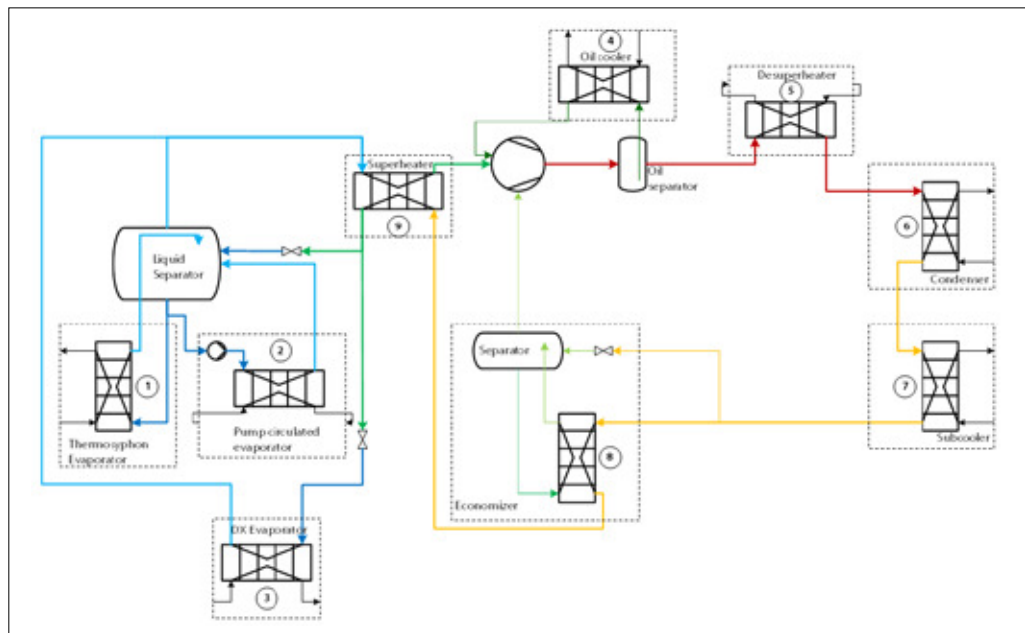 4
Oil cooler
Desuperheater
5
Superheater
9
Oil
separator
6
Condenser
Liquid
Separator
1
Thermosyphon
Evaporator
2
Pump circulated
evaporator
Separator
8
Economizer
7
Subcooler
DX Evaporator
3